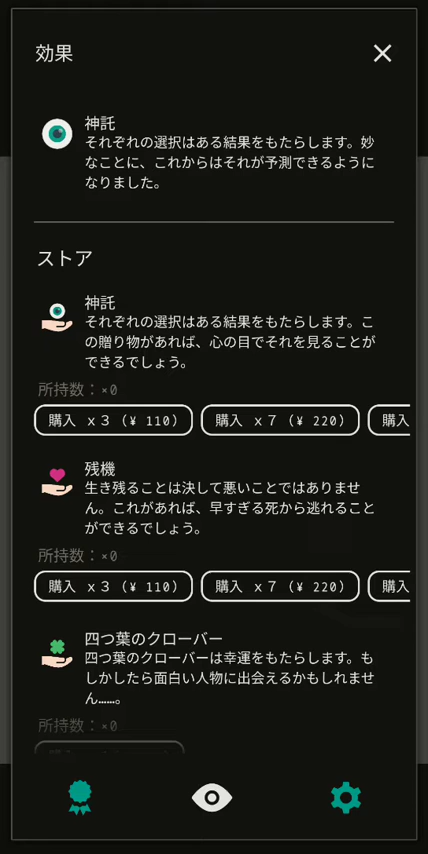 効果
神託
それぞれの選択はある結果をもたらします。妙
なことに、これからはそれが予測できるように
なりました。
ストア
神託
それぞれの選択はある結果をもたらします。こ
の贈り物があれば、心の目でそれを見ることが
できるでしょう。
所持数：×0
購入 x３ (¥ 110) 購入 x７ (¥ 220) 購入
残機
生き残ることは決して悪いことではありませ
ん。これがあれば、早すぎる死から逃れること
ができるでしょう。
所持数：×0
購入 x３ (¥ 110) 購入 x７ (¥ 220) 購入
四つ葉のクローバー
四つ葉のクローバーは幸運をもたらします。も
しかしたら面白い人物に出会えるかもしれませ
ん……。
所持数：×0